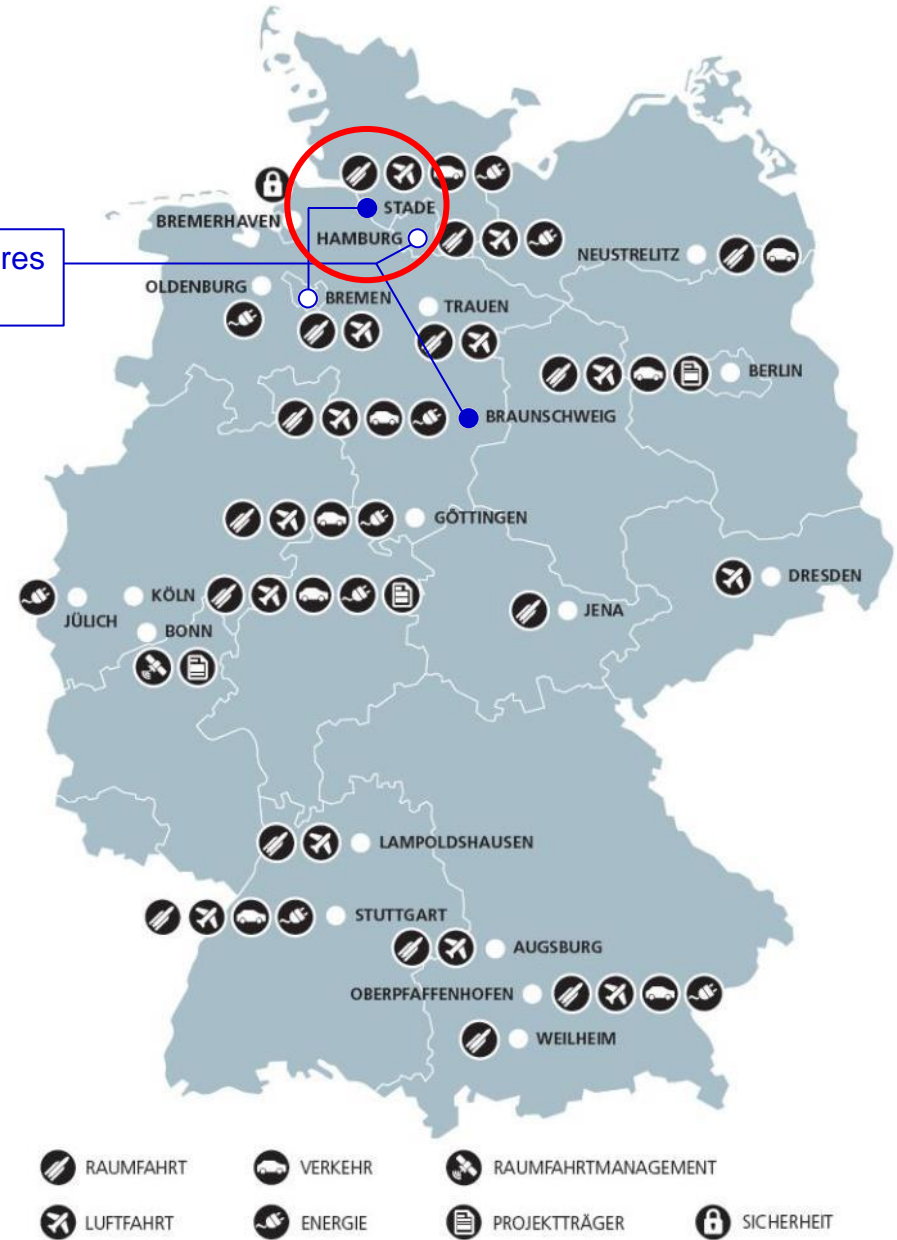 STADE
BREMERHAVEN
HAMBURG
res
NEUSTRELITZ
OLDENBURG
BREMEN
TRAUEN
BERLIN
BRAUNSCHWEIG
GÖTTINGEN
DRESDEN
KÖLN
JÜLICH
JENA
BONN
LAMPOLDSHAUSEN
STUTTGART
AUGSBURG
OBERPFAFFENHOFEN
WEILHEIM
RAUMFAHRT VERKEHR RAUMFAHRTMANAGEMENT
LUFTFAHRT ENERGIE PROJEKTTRÄGER SICHERHEIT